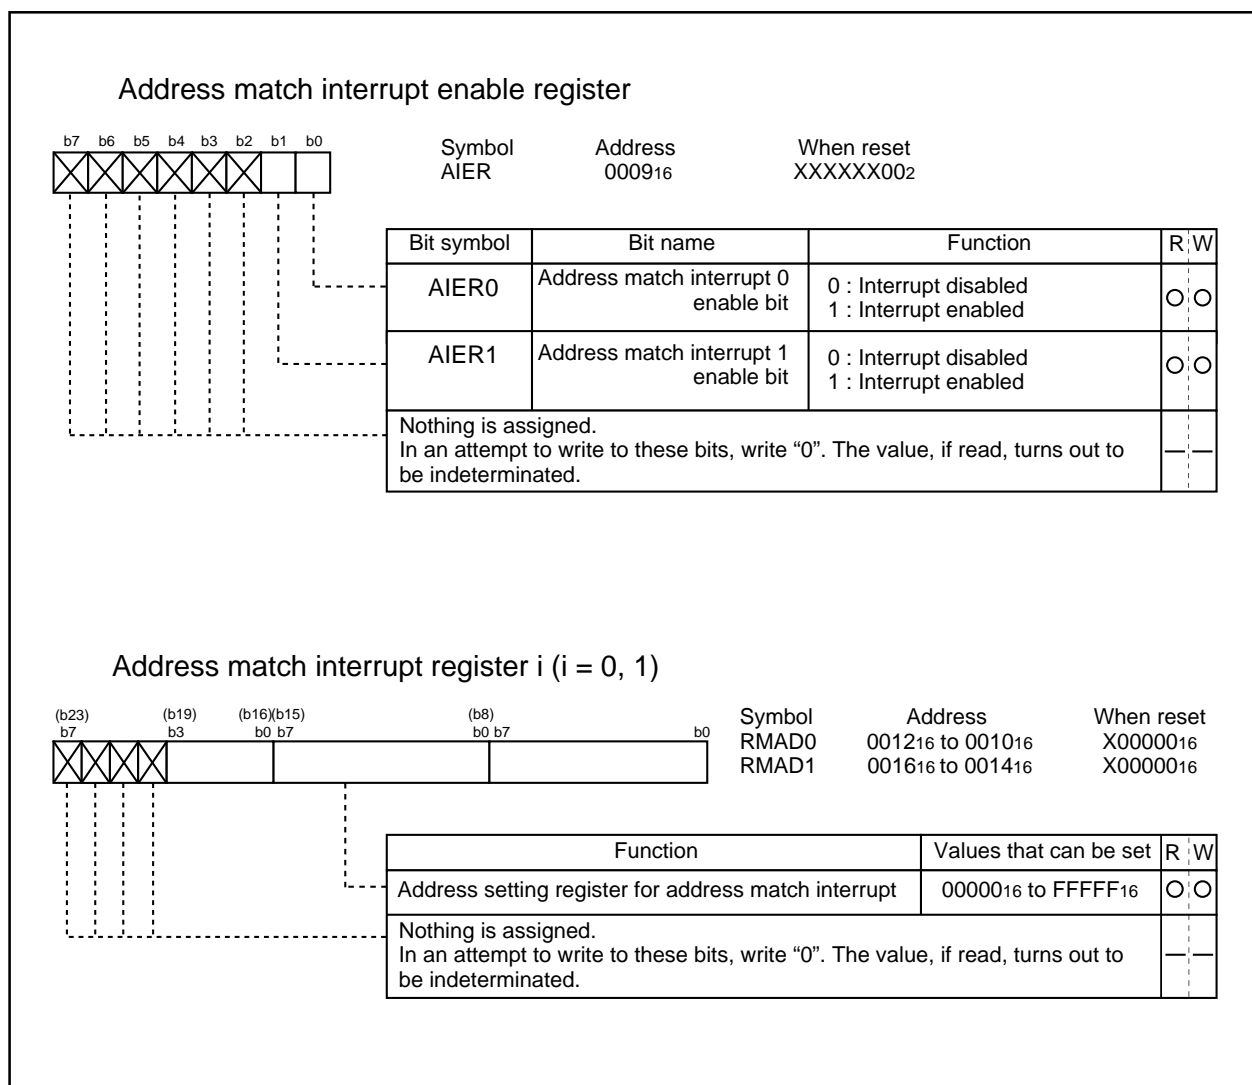 Address match interrupt enable register
b7 b6 b5 b4 b3 b2 b1 b0
Symbol Address When reset
AIER 000916 XXXXXX002
Bit symbol Bit name Function R W
AIER0 Address match interrupt 0 enable bit 0 : Interrupt disabled
1 : Interrupt enabled
AIER1 Address match interrupt 1 enable bit 0 : Interrupt disabled
1 : Interrupt enabled
Nothing is assigned.
In an attempt to write to these bits, write “0”. The value, if read, turns out to
be indeterminated.
Address match interrupt register i (i = 0, 1)
(b23) (b19) (b16)(b15) (b8)
b7 b3 b0 b7 b0 b7 b0
Symbol Address When reset
RMAD0 001216 to 001016 X0000016
RMAD1 001616 to 001416 X0000016
Function Values that can be set R W
Address setting register for address match interrupt 0000016 to FFFFF16
Nothing is assigned.
In an attempt to write to these bits, write “0”. The value, if read, turns out to
be indeterminated.